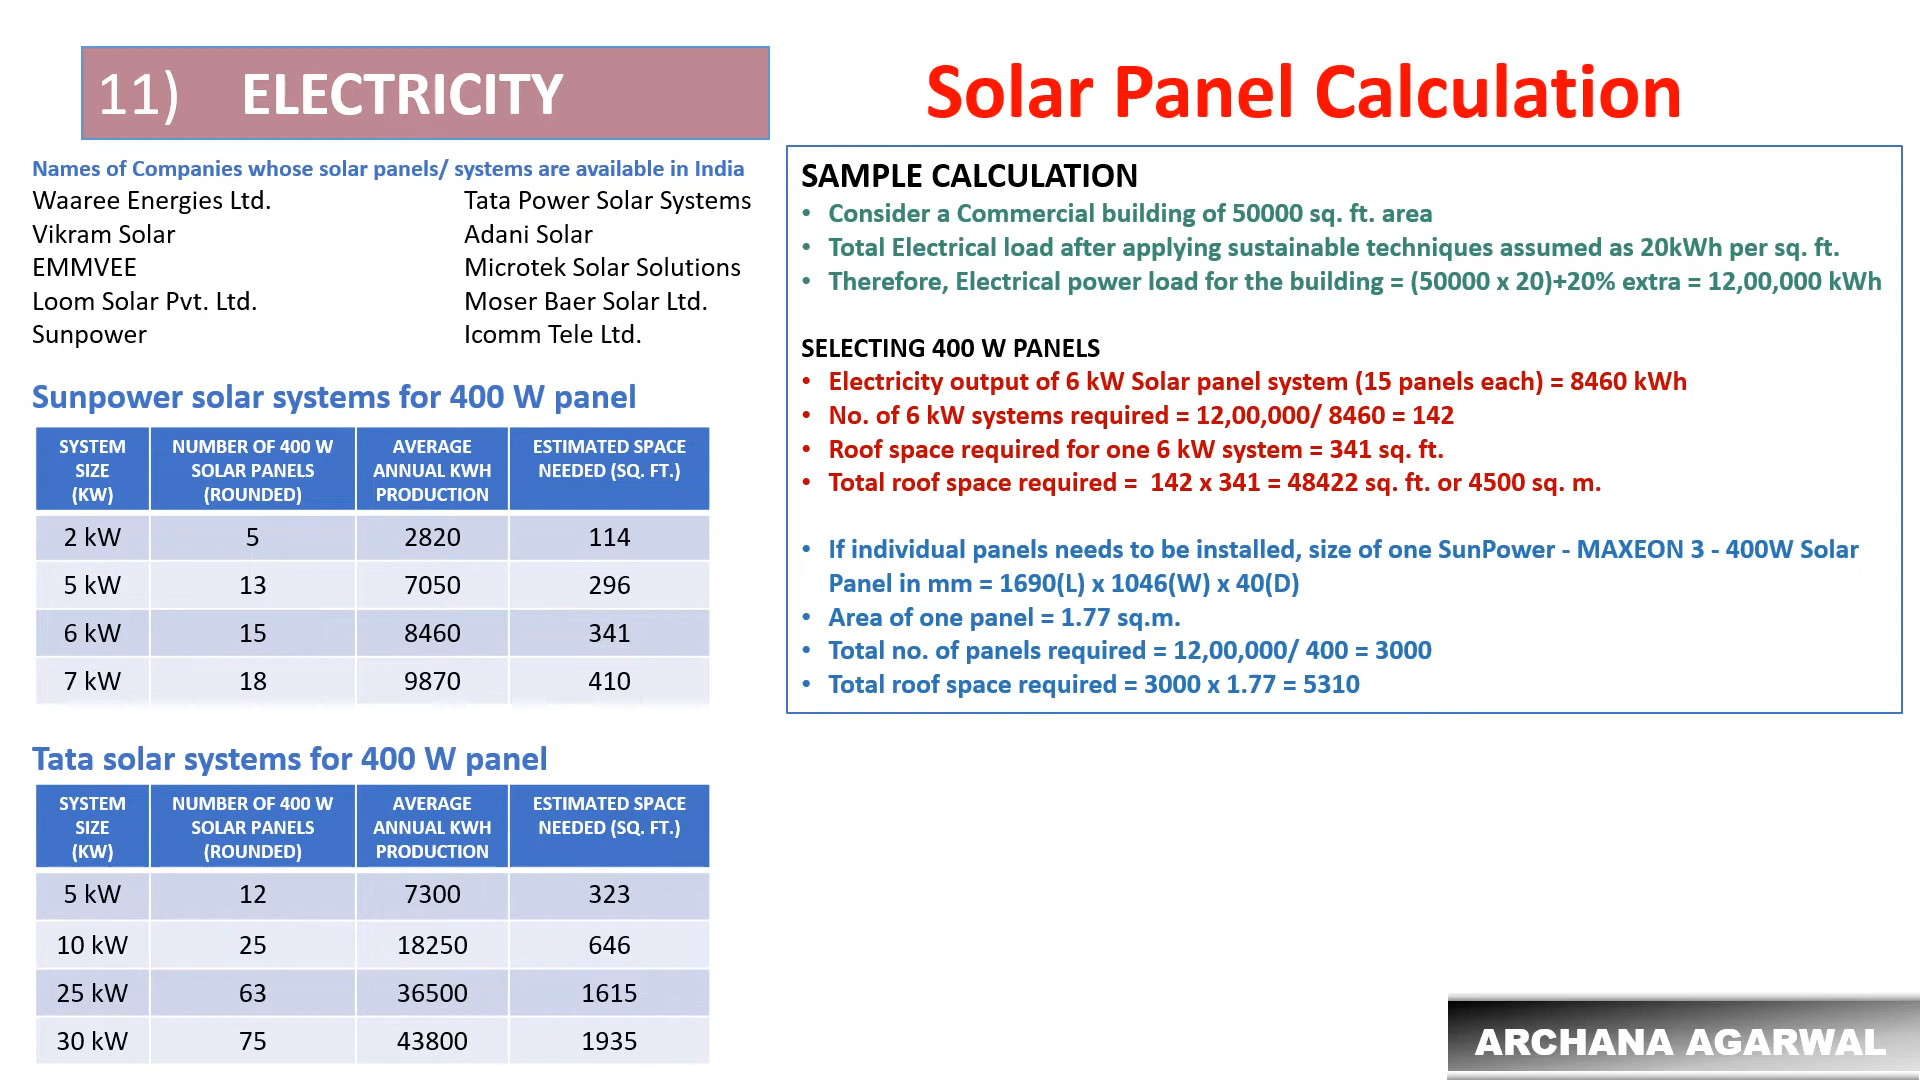 11) ELECTRICITY
Solar Panel Calculation
Names of Companies whose solar panels/ systems are available in India
Waaree Energies Ltd. Tata Power Solar Systems
Vikram Solar Adani Solar
EMMVEE Microtek Solar Solutions
Loom Solar Pvt. Ltd. Moser Baer Solar Ltd.
Sunpower Icomm Tele Ltd.
Sunpower solar systems for 400 W panel
SYSTEM NUMBER OF 400 W AVERAGE ESTIMATED SPACE
SIZE SOLAR PANELS ANNUAL KWH NEEDED (SQ. FT.)
(KW) (ROUNDED) PRODUCTION
2 kW 5 2820 114
5 kW 13 7050 296
6 kW 15 8460 341
7 kW 18 9870 410
Tata solar systems for 400 W panel
SYSTEM NUMBER OF 400 W AVERAGE ESTIMATED SPACE
SIZE SOLAR PANELS ANNUAL KWH NEEDED (SQ. FT.)
(KW) (ROUNDED) PRODUCTION
5 kW 12 7300 323
10 kW 25 18250 646
25 kW 63 36500 1615
30 kW 75 43800 1935
SAMPLE CALCULATION
• Consider a Commercial building of 50000 sq. ft. area
• Total Electrical load after applying sustainable techniques assumed as 20kWh per sq. ft.
• Therefore, Electrical power load for the building = (50000 x 20)+20% extra = 12,00,000 kWh
SELECTING 400 W PANELS
• Electricity output of 6 kW Solar panel system (15 panels each) = 8460 kWh
• No. of 6 kW systems required = 12,00,000/ 8460 = 142
• Roof space required for one 6 kW system = 341 sq. ft.
• Total roof space required = 142 x 341 = 48422 sq. ft. or 4500 sq. m.
• If individual panels needs to be installed, size of one SunPower - MAXEON 3 - 400W Solar
Panel in mm = 1690(L) x 1046(W) x 40(D)
• Area of one panel = 1.77 sq.m.
• Total no. of panels required = 12,00,000/ 400 = 3000
• Total roof space required = 3000 x 1.77 = 5310
ARCHANA AGARWAL